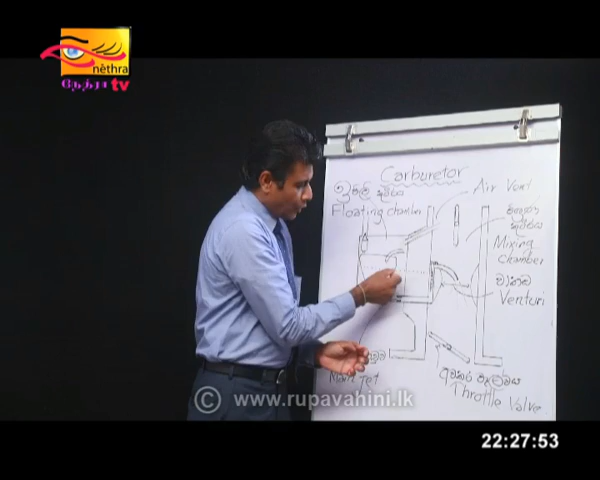 nēthra
நேத்ரா tv
Carburetor
Floating chamber
Air Vent
Mixing
chamber
Venturi
Main Jet
Throttle Valve
© www.rupavahini.lk
22:27:53